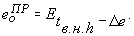 e_o^{ПР} = E_{t_{в.н.h}} − Δe.